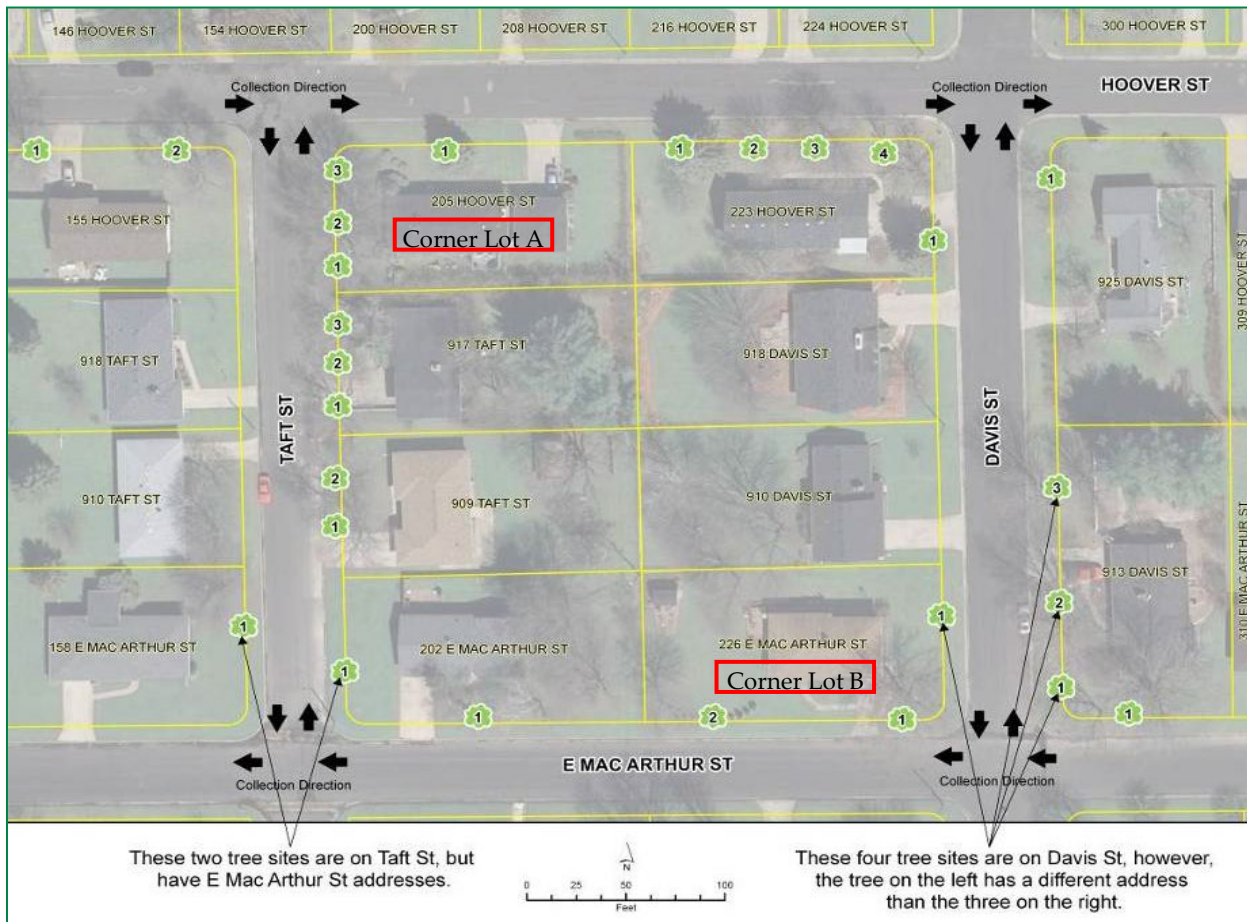 146 HOOVER ST
154 HOOVER ST
200 HOOVER ST
208 HOOVER ST
216 HOOVER ST
224 HOOVER ST
300 HOOVER ST
Collection Direction
Collection Direction
HOOVER ST
1
2
3
1
1
2
3
4
1
155 HOOVER ST
2
205 HOOVER ST
Corner Lot A
223 HOOVER ST
1
1
925 DAVIS ST
309 HOOVER ST
3
918 TAFT ST
917 TAFT ST
2
918 DAVIS ST
1
TAFT ST
DAVIS ST
2
910 TAFT ST
909 TAFT ST
910 DAVIS ST
3
1
913 DAVIS ST
310 E MAC ARTHUR ST
1
158 E MAC ARTHUR ST
202 E MAC ARTHUR ST
226 E MAC ARTHUR ST
1
2
1
Corner Lot B
1
1
2
1
1
E MAC ARTHUR ST
Collection Direction
Collection Direction
These two tree sites are on Taft St, but
have E Mac Arthur St addresses.
N
0 25 50 100
Feet
These four tree sites are on Davis St, however,
the tree on the left has a different address
than the three on the right.